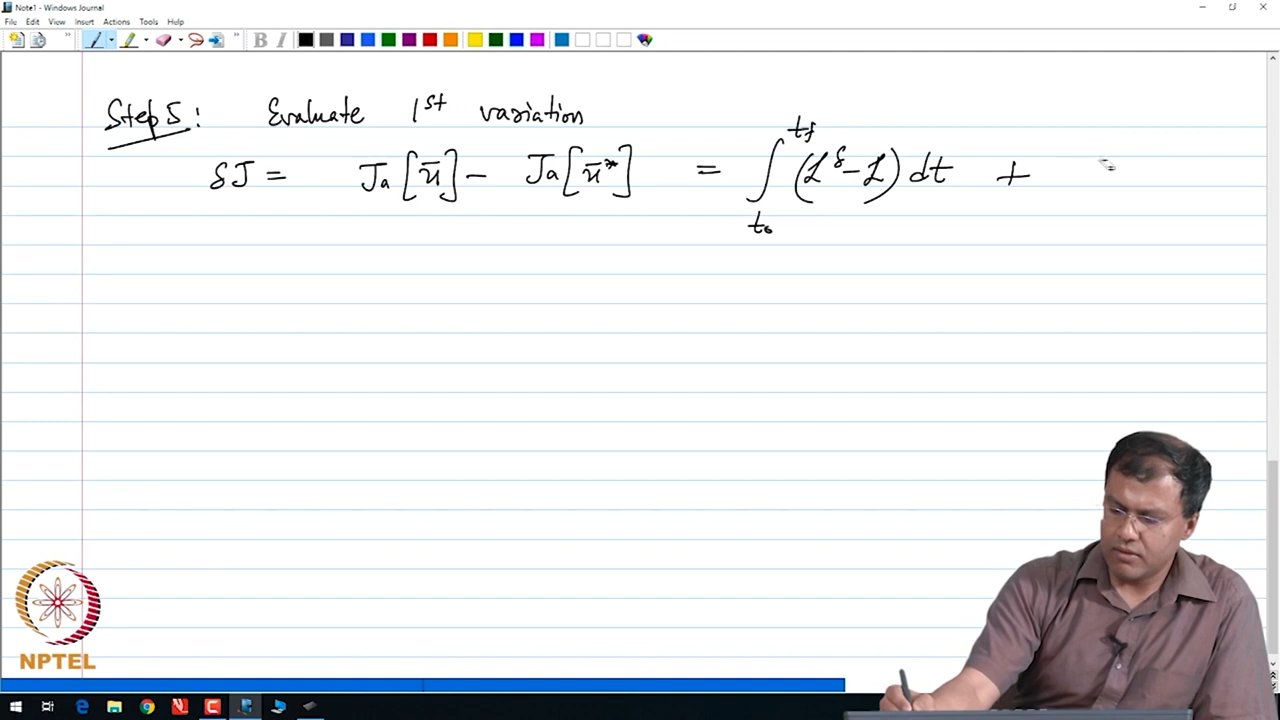 Note1 - Windows Journal
File Edit View Insert Actions Tools Help
B I
Step 5: Evaluate 1st variation
δJ = Ja[ū] - Ja[ū*] = ∫_{t0}^{tf} (ℒ^δ - ℒ) dt +
NPTEL